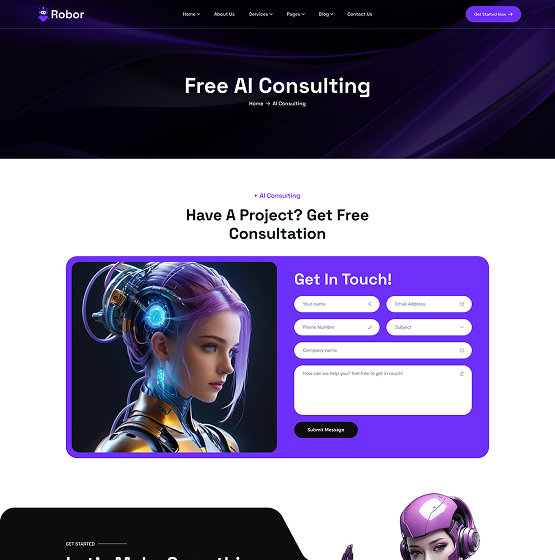 Robor
Home
About Us
Services
Pages
Blog
Contact Us
Get Started Now
Free AI Consulting
Home → AI Consulting
AI Consulting
Have A Project? Get Free
Consultation
Get In Touch!
Your name
Email Address
Phone Number
Subject
Company name
How can we help you? feel free to get in touch!
Submit Message
GET STARTED